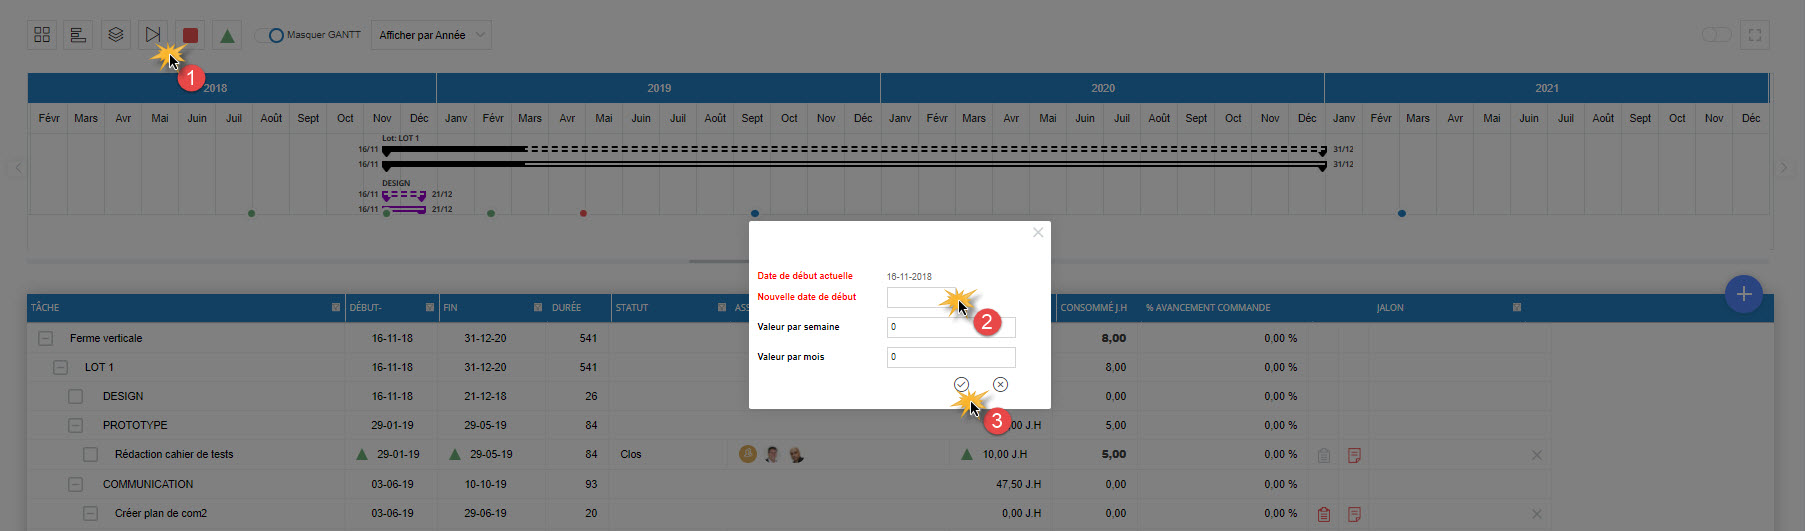 Masquer GANTT
Afficher par Année
1
2018 2019 2020 2021
Févr Mars Avr Mai Juin Juil Août Sept Oct Nov Déc Janv Févr Mars Avr Mai Juin Juil Août Sept Oct Nov Déc Janv Févr Mars Avr Mai Juin Juil Août Sept Oct Nov Déc Janv Févr Mars Avr Mai Juin Juil Août Sept Oct Nov Déc
Lot: LOT 1
16/11 31/12
16/11 31/12
DESIGN
16/11 21/12
16/11 21/12
Date de début actuelle 16-11-2018
Nouvelle date de début
2
Valeur par semaine 0
Valeur par mois 0
3
TÂCHE DÉBUT- FIN DURÉE STATUT ASS CONSOMMÉ J.H % AVANCEMENT COMMANDE JALON
Ferme verticale 16-11-18 31-12-20 541 8,00 0,00 %
LOT 1 16-11-18 31-12-20 541 8,00 0,00 %
DESIGN 16-11-18 21-12-18 26 0,00 0,00 %
PROTOTYPE 29-01-19 29-05-19 84 ,00 J.H 5,00 0,00 %
Rédaction cahier de tests 29-01-19 29-05-19 84 Clos 10,00 J.H 5,00 0,00 %
COMMUNICATION 03-06-19 10-10-19 93 47,50 J.H 0,00 0,00 %
Créer plan de com2 03-06-19 29-06-19 20 0,00 J.H 0,00 0,00 %